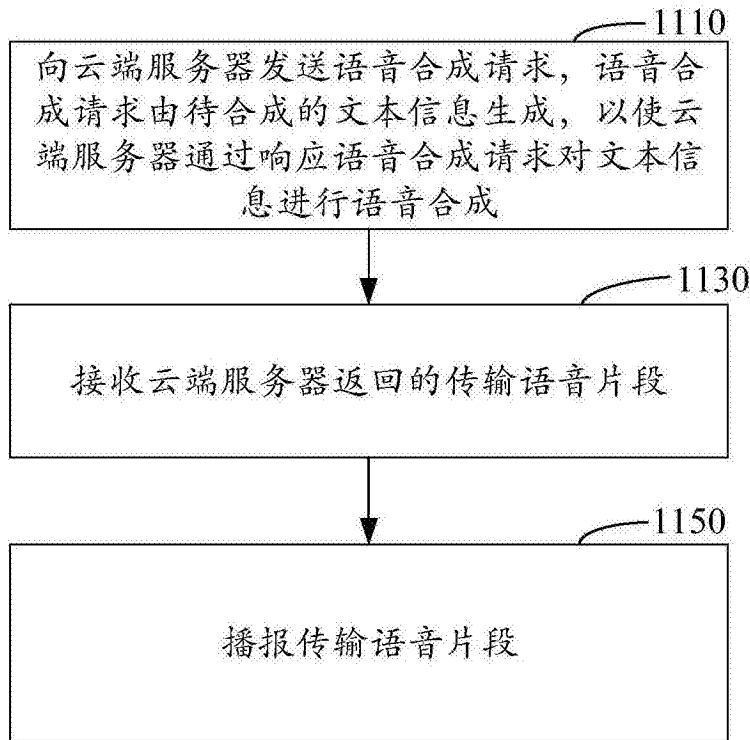 1110
向云端服务器发送语音合成请求，语音合
成请求由待合成的文本信息生成，以使云
端服务器通过响应语音合成请求对文本信
息进行语音合成
1130
接收云端服务器返回的传输语音片段
1150
播报传输语音片段